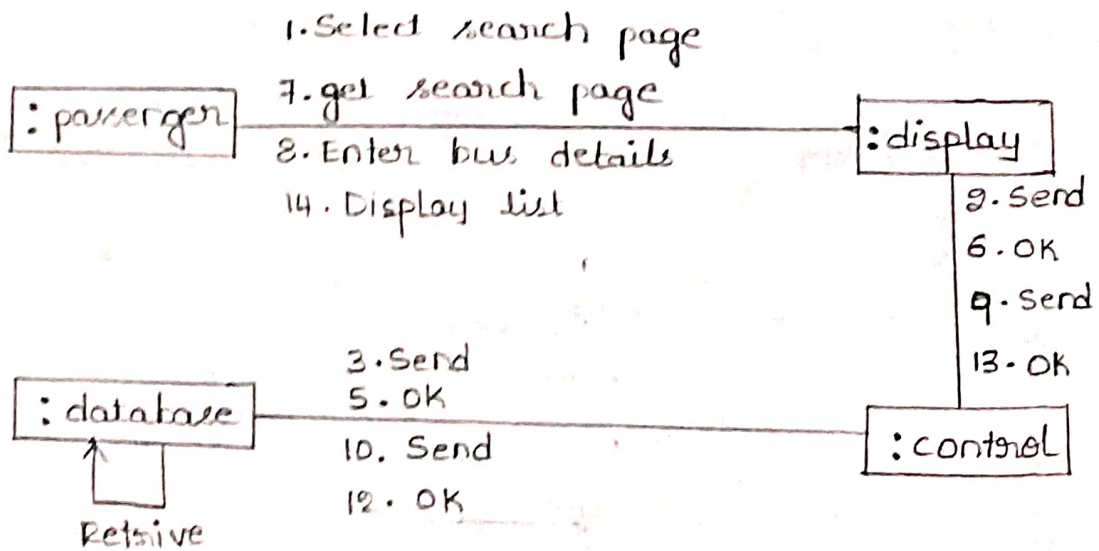 1. Select search page
7. get search page
: passenger
: display
8. Enter bus details
14. Display list
2. Send
6. OK
9. Send
13. OK
3. Send
5. OK
: database
10. Send
12. OK
: control
Retrive